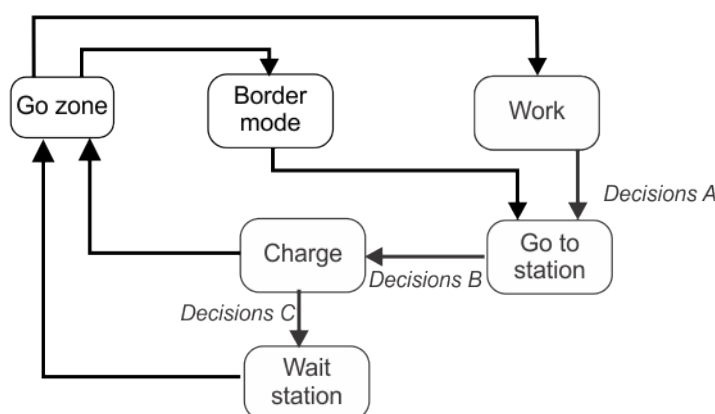 Go zone
Border
mode
Work
Decisions A
Go to
station
Charge
Decisions B
Decisions C
Wait
station